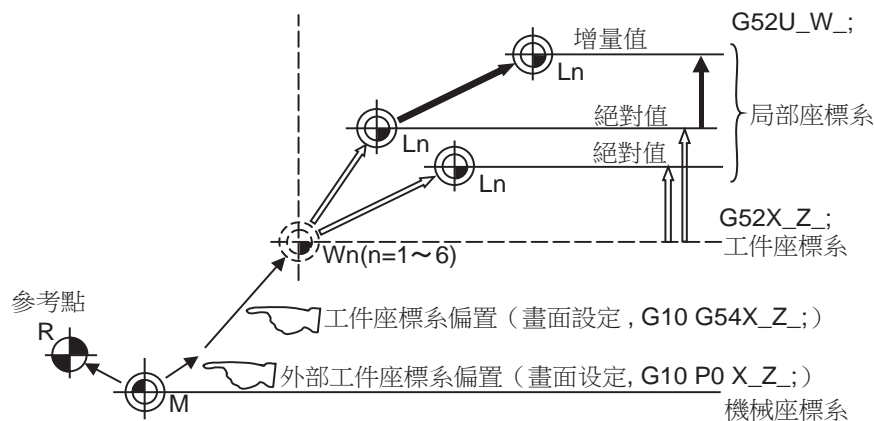 G52U_W_;
增量值
Ln
絕對值
局部座標系
Ln
絕對值
Ln
G52X_Z_;
Wn(n=1～6)
工件座標系
參考點
R
工件座標系偏置（畫面設定 , G10 G54X_Z_;）
外部工件座標系偏置（畫面设定, G10 P0 X_Z_;）
M
機械座標系